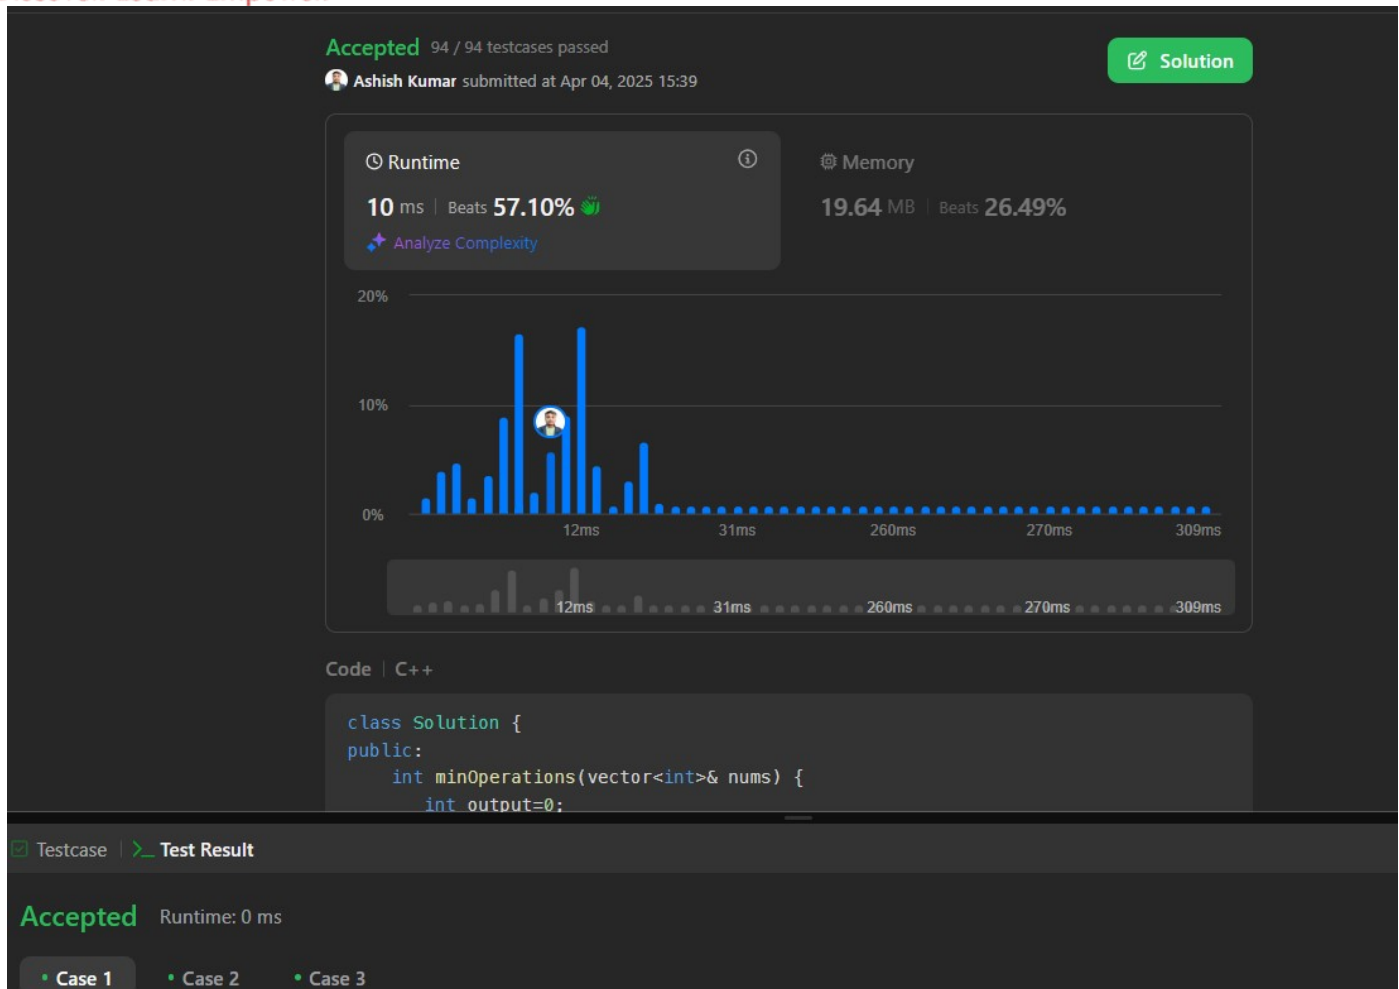 Accepted 94 / 94 testcases passed
Solution
Ashish Kumar submitted at Apr 04, 2025 15:39
Runtime
Memory
10 ms | Beats 57.10%
19.64 MB | Beats 26.49%
Analyze Complexity
20%
10%
0%
12ms 31ms 260ms 270ms 309ms
12ms 31ms 260ms 270ms 309ms
Code | C++
class Solution {
public:
int minOperations(vector<int>& nums) {
int output=0;
Testcase | >_ Test Result
Accepted Runtime: 0 ms
• Case 1 • Case 2 • Case 3